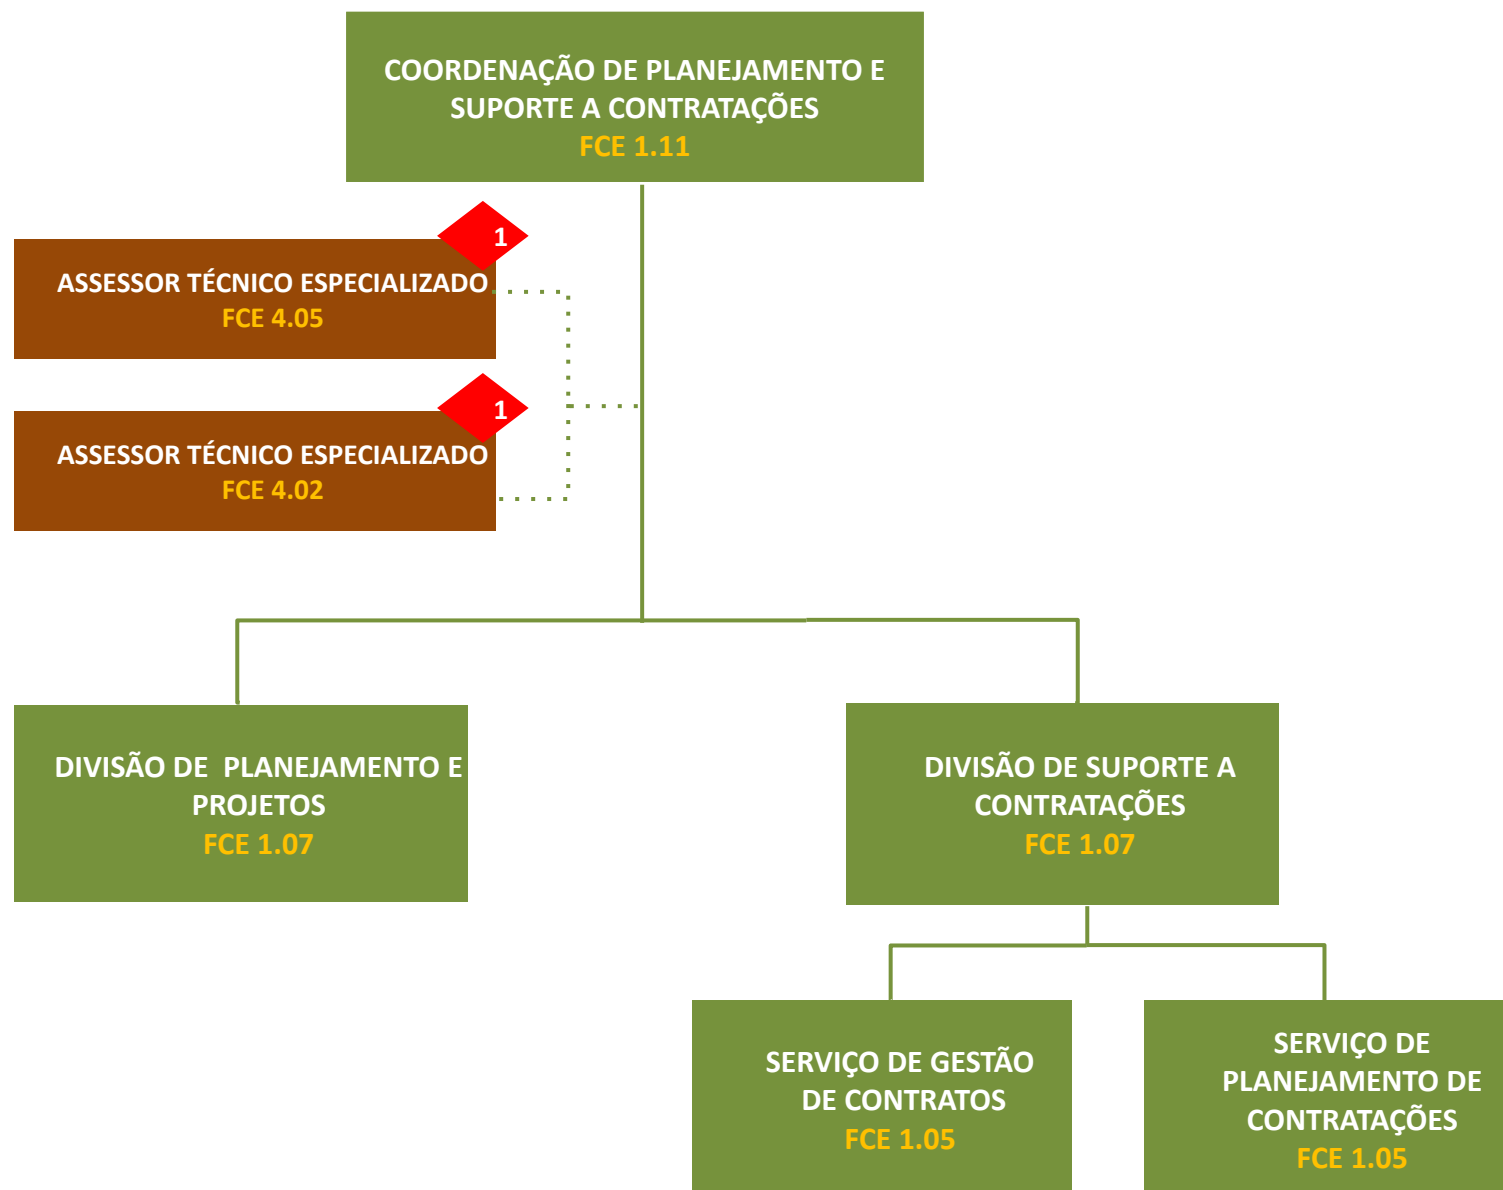 COORDENAÇÃO DE PLANEJAMENTO E
SUPORTE A CONTRATAÇÕES
FCE 1.11
1
ASSESSOR TÉCNICO ESPECIALIZADO
FCE 4.05
1
ASSESSOR TÉCNICO ESPECIALIZADO
FCE 4.02
DIVISÃO DE PLANEJAMENTO E
PROJETOS
FCE 1.07
DIVISÃO DE SUPORTE A
CONTRATAÇÕES
FCE 1.07
SERVIÇO DE GESTÃO
DE CONTRATOS
FCE 1.05
SERVIÇO DE
PLANEJAMENTO DE
CONTRATAÇÕES
FCE 1.05